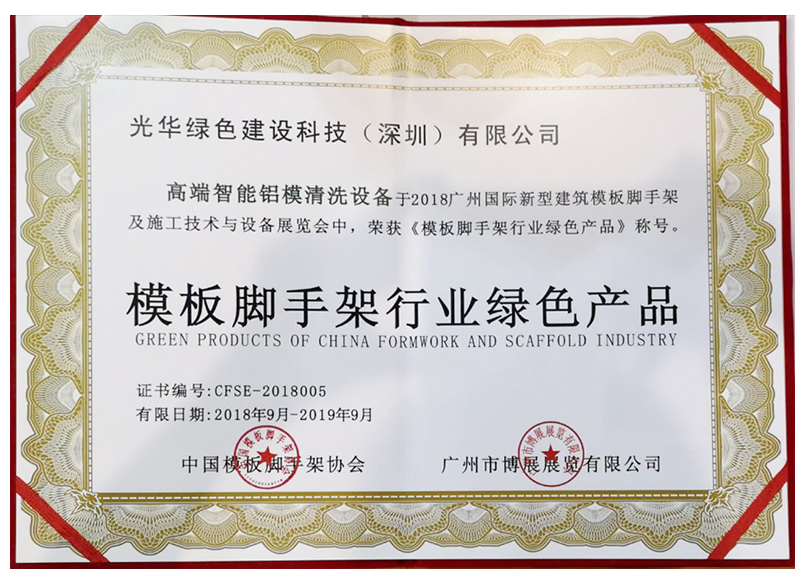 光华绿色建设科技（深圳）有限公司
高端智能铝模清洗设备于2018广州国际新型建筑模板脚手架
及施工技术与设备展览会中，荣获《模板脚手架行业绿色产品》称号。
模板脚手架行业绿色产品
GREEN PRODUCTS OF CHINA FORMWORK AND SCAFFOLD INDUSTRY
证书编号:CFSE-2018005
有限日期:2018年9月-2019年9月
中国模板脚手架协会
广州市博展展览有限公司